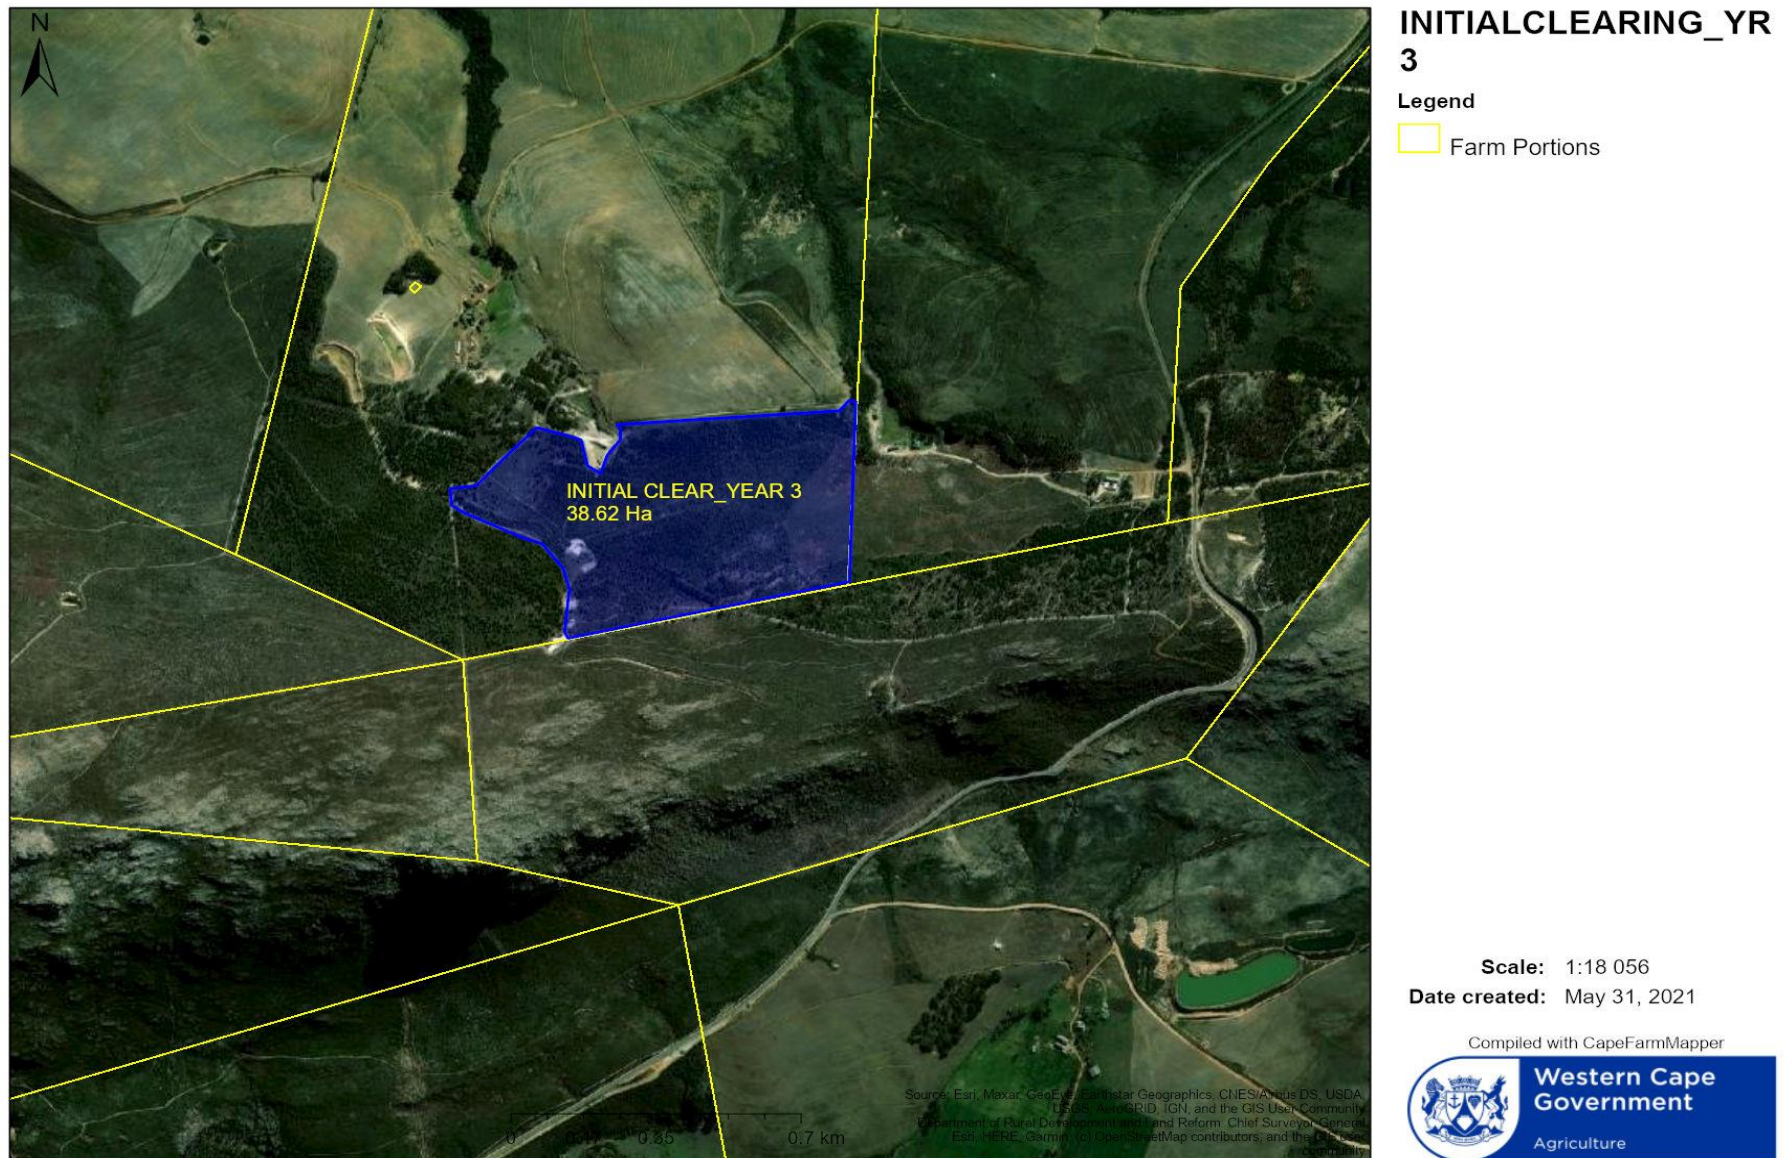 N
INITIALCLEARING_YR
3
Legend
Farm Portions
INITIAL CLEAR_YEAR 3
38.62 Ha
Scale: 1:18 056
Date created: May 31, 2021
Compiled with CapeFarmMapper
Western Cape
Government
Agriculture
Source: Esri, Maxar, GeoEye, Earthstar Geographics, CNES/Airbus DS, USDA,
USGS, AeroGRID, IGN, and the GIS User Community
Department of Rural Development and Land Reform: Chief Surveyor-General
Esri, HERE, Garmin, (c) OpenStreetMap contributors, and the GIS user
community
0 0.17 0.35 0.7 km